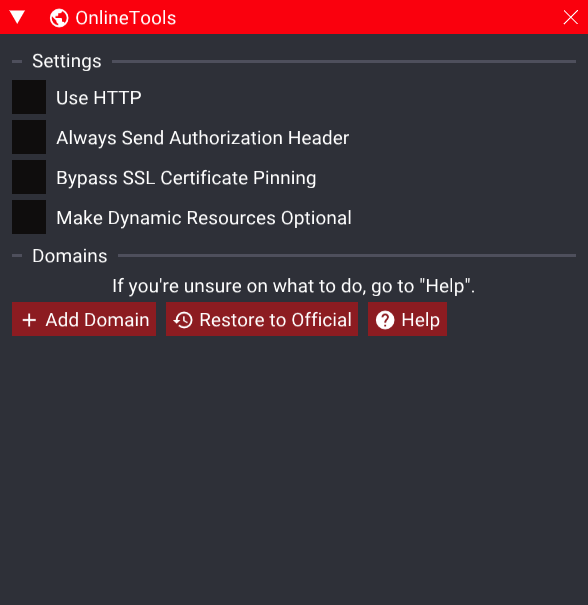 OnlineTools
Settings
Use HTTP
Always Send Authorization Header
Bypass SSL Certificate Pinning
Make Dynamic Resources Optional
Domains
If you're unsure on what to do, go to "Help".
Add Domain Restore to Official Help